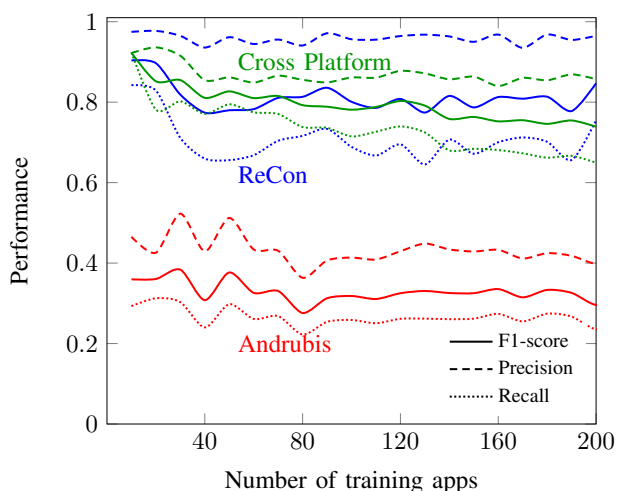 1
0.8
0.6
0.4
0.2
0
Performance
Cross Platform
ReCon
Andrubis
F1-score
Precision
Recall
40 80 120 160 200
Number of training apps